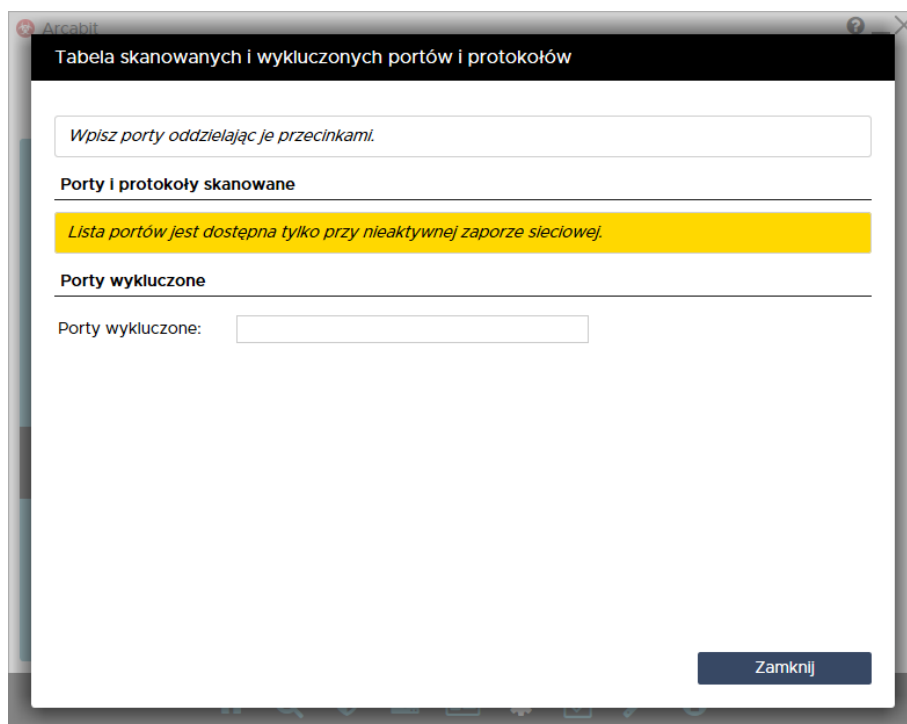 Arcabit
Tabela skanowanych i wykluczonych portów i protokołów
Wpisz porty oddzielając je przecinkami.
Porty i protokoły skanowane
Lista portów jest dostępna tylko przy nieaktywnej zaporze sieciowej.
Porty wykluczone
Porty wykluczone:
Zamknij